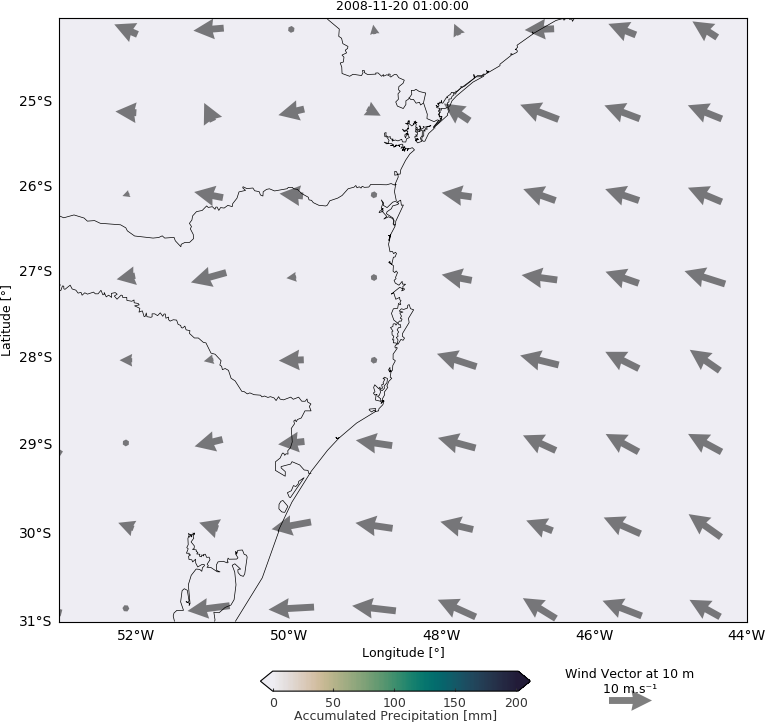 2008-11-20 01:00:00
25°S
26°S
27°S
28°S
29°S
30°S
31°S
Latitude [°]
52°W 50°W 48°W 46°W 44°W
Longitude [°]
0 50 100 150 200
Accumulated Precipitation [mm]
Wind Vector at 10 m
10 m s⁻¹